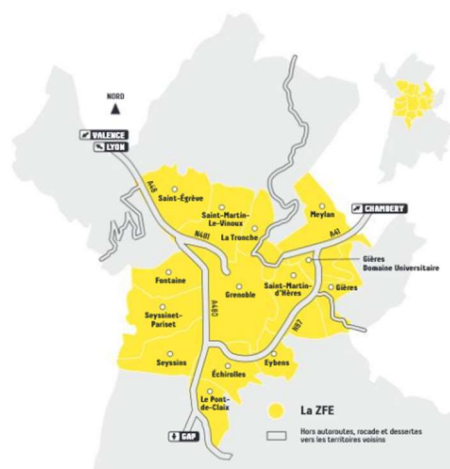 NORD
VALENCE
LYON
A48
Saint-Égrève
Saint-Martin-
Le-Vinoux
N481
La Tronche
Meylan
CHAMBERY
A41
Gières
Domaine Universitaire
Fontaine
Grenoble
Saint-Martin-
d'Hères
Gières
Seyssinet-
Pariset
A480
N87
Seyssins
Échirolles
Eybens
Le Pont-
de-Claix
GAP
La ZFE
Hors autoroutes, rocade et dessertes
vers les territoires voisins